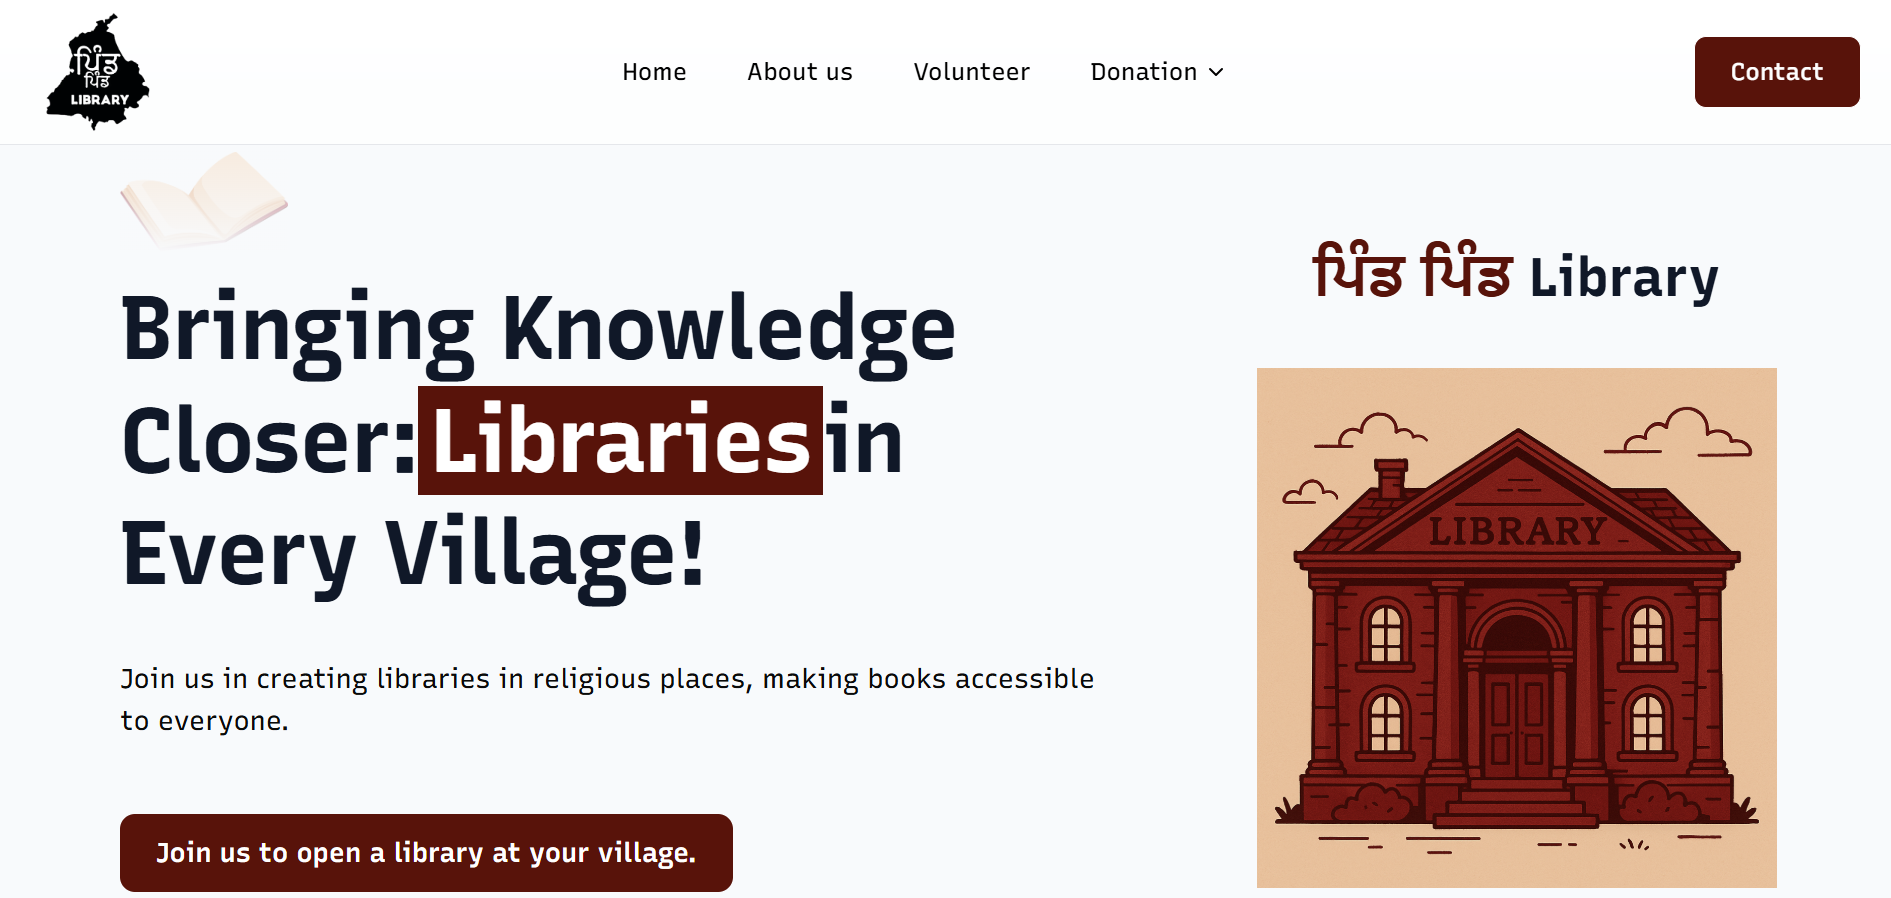 ਪਿੰਡ
ਪਿੰਡ
LIBRARY
Home
About us
Volunteer
Donation
Contact
Bringing Knowledge
Closer: Libraries in
Every Village!
Join us in creating libraries in religious places, making books accessible
to everyone.
Join us to open a library at your village.
ਪਿੰਡ ਪਿੰਡ Library
LIBRARY